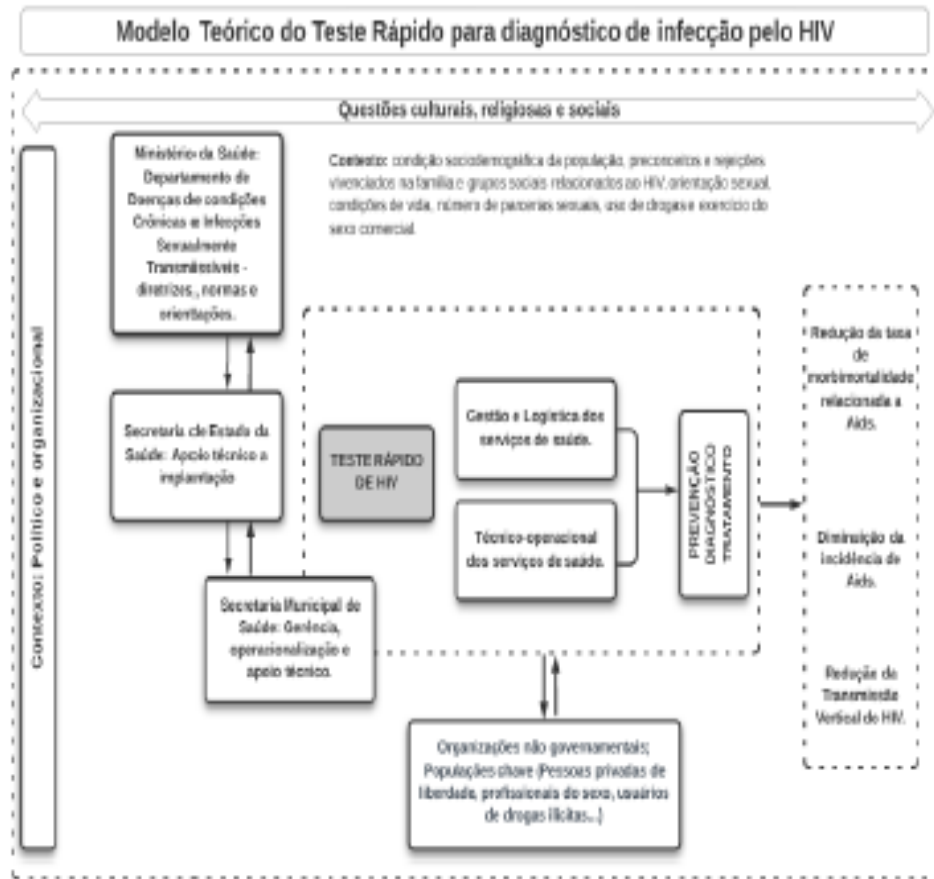 Modelo Teórico do Teste Rápido para diagnóstico de infecção pelo HIV
Questões culturais, religiosas e sociais
Contexto: Político e organizacional
Ministério da Saúde:
Departamento de
Doenças de condições
Crônicas e Infecções
Sexualmente
Transmissíveis -
diretrizes, normas e
orientações.
Contexto: condição sociodemográfica da população, preconceitos e rejeições
vivenciados na família e grupos sociais relacionados ao HIV, orientação sexual,
condições de vida, número de parcerias sexuais, uso de drogas e exercício do
sexo comercial.
Secretaria de Estado da
Saúde: Apoio técnico a
implantação
Secretaria Municipal de
Saúde: Gerência,
operacionalização e
apoio técnico.
TESTE RÁPIDO
DE HIV
Gestão e Logística dos
serviços de saúde.
Técnico-operacional
dos serviços de saúde.
PREVENÇÃO
DIAGNÓSTICO
TRATAMENTO
Organizações não governamentais;
Populações chave (Pessoas privadas de
liberdade, profissionais do sexo, usuários
de drogas ilícitas...)
Redução da taxa
de
morbimortalidade
relacionada a
Aids.
Diminuição da
incidência de
Aids.
Redução da
Transmissão
Vertical do HIV.